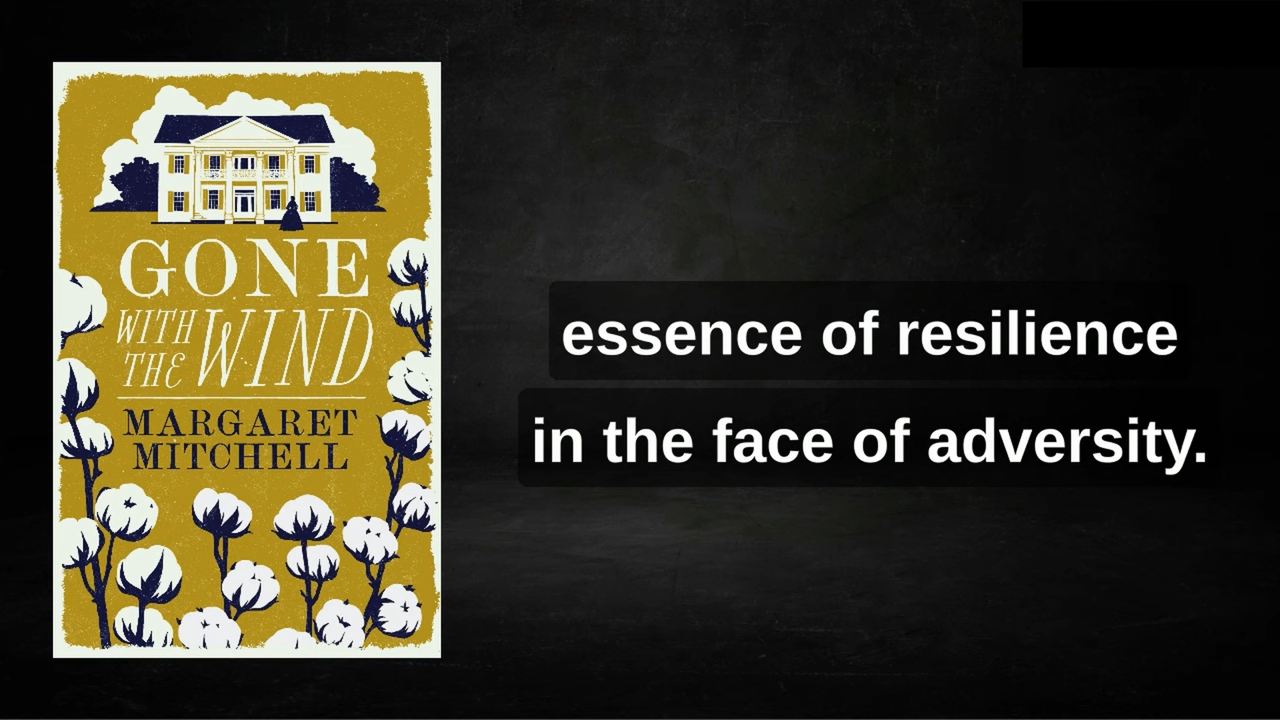 GONE
WITH
THE WIND
MARGARET
MITCHELL
essence of resilience
in the face of adversity.